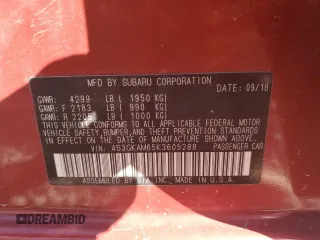 MFD BY SUBARU CORPORATION
DATE: 09/18
GVWR: 4299 LB ( 1950 KG)
GAWR: F 2183 LB ( 990 KG)
GAWR: R 2205 LB ( 1000 KG)
THIS VEHICLE CONFORMS TO ALL APPLICABLE FEDERAL MOTOR
VEHICLE SAFETY, BUMPER, AND THEFT PREVENTION STANDARDS
IN EFFECT ON THE DATE OF MANUFACTURE SHOWN ABOVE.
VIN: 4S3GKAM65K3605288 PASSENGER CAR
ASSEMBLED BY SIA, INC. MADE IN U.S.A.
DREAMBID